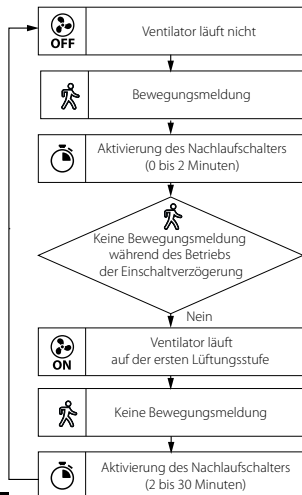 OFF
Ventilator läuft nicht
Bewegungsmeldung
Aktivierung des Nachlaufschalters
(0 bis 2 Minuten)
Keine Bewegungsmeldung
während des Betriebs
der Einschaltverzögerung
Nein
ON
Ventilator läuft
auf der ersten Lüftungsstufe
Keine Bewegungsmeldung
Aktivierung des Nachlaufschalters
(2 bis 30 Minuten)